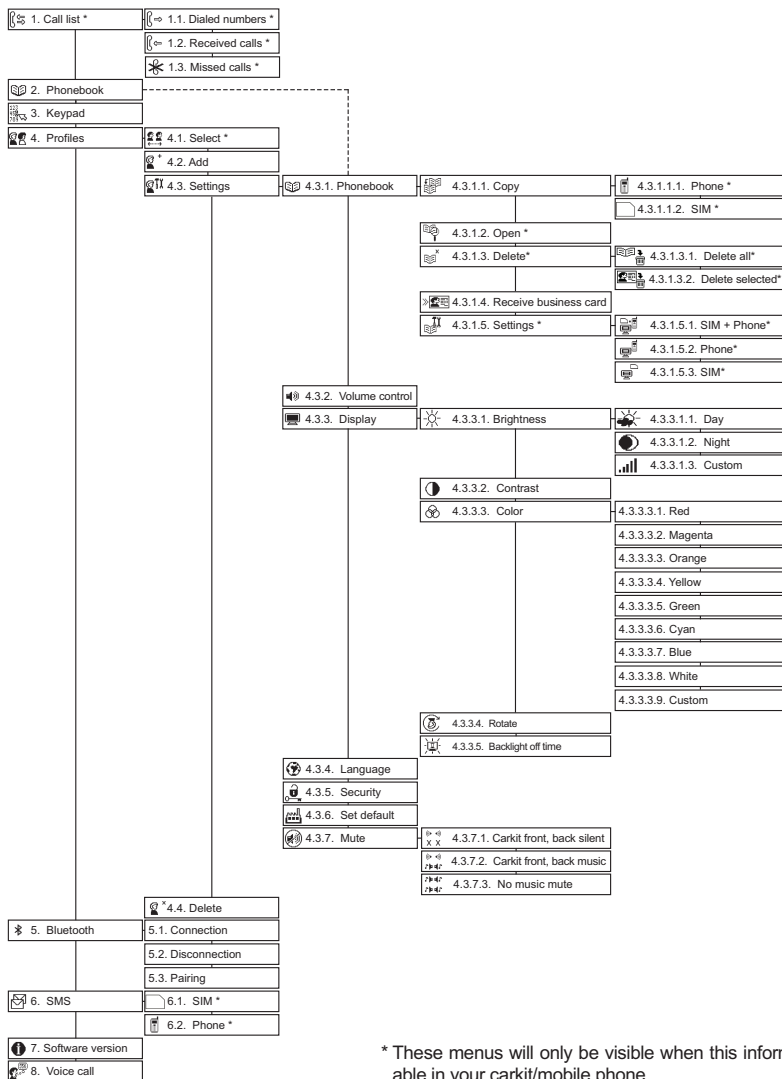 1. Call list *
1.1. Dialed numbers *
1.2. Received calls *
1.3. Missed calls *
2. Phonebook
3. Keypad
4. Profiles
4.1. Select *
4.2. Add
4.3. Settings
4.3.1. Phonebook
4.3.1.1. Copy
4.3.1.1.1. Phone *
4.3.1.1.2. SIM *
4.3.1.2. Open *
4.3.1.3. Delete*
4.3.1.3.1. Delete all*
4.3.1.3.2. Delete selected*
4.3.1.4. Receive business card
4.3.1.5. Settings *
4.3.1.5.1. SIM + Phone*
4.3.1.5.2. Phone*
4.3.1.5.3. SIM*
4.3.2. Volume control
4.3.3. Display
4.3.3.1. Brightness
4.3.3.1.1. Day
4.3.3.1.2. Night
4.3.3.1.3. Custom
4.3.3.2. Contrast
4.3.3.3. Color
4.3.3.3.1. Red
4.3.3.3.2. Magenta
4.3.3.3.3. Orange
4.3.3.3.4. Yellow
4.3.3.3.5. Green
4.3.3.3.6. Cyan
4.3.3.3.7. Blue
4.3.3.3.8. White
4.3.3.3.9. Custom
4.3.3.4. Rotate
4.3.3.5. Backlight off time
4.3.4. Language
4.3.5. Security
4.3.6. Set default
4.3.7. Mute
4.3.7.1. Carkit front, back silent
4.3.7.2. Carkit front, back music
4.3.7.3. No music mute
4.4. Delete
5. Bluetooth
5.1. Connection
5.2. Disconnection
5.3. Pairing
6. SMS
6.1. SIM *
6.2. Phone *
7. Software version
8. Voice call
* These menus will only be visible when this infor
able in your carkit/mobile phone